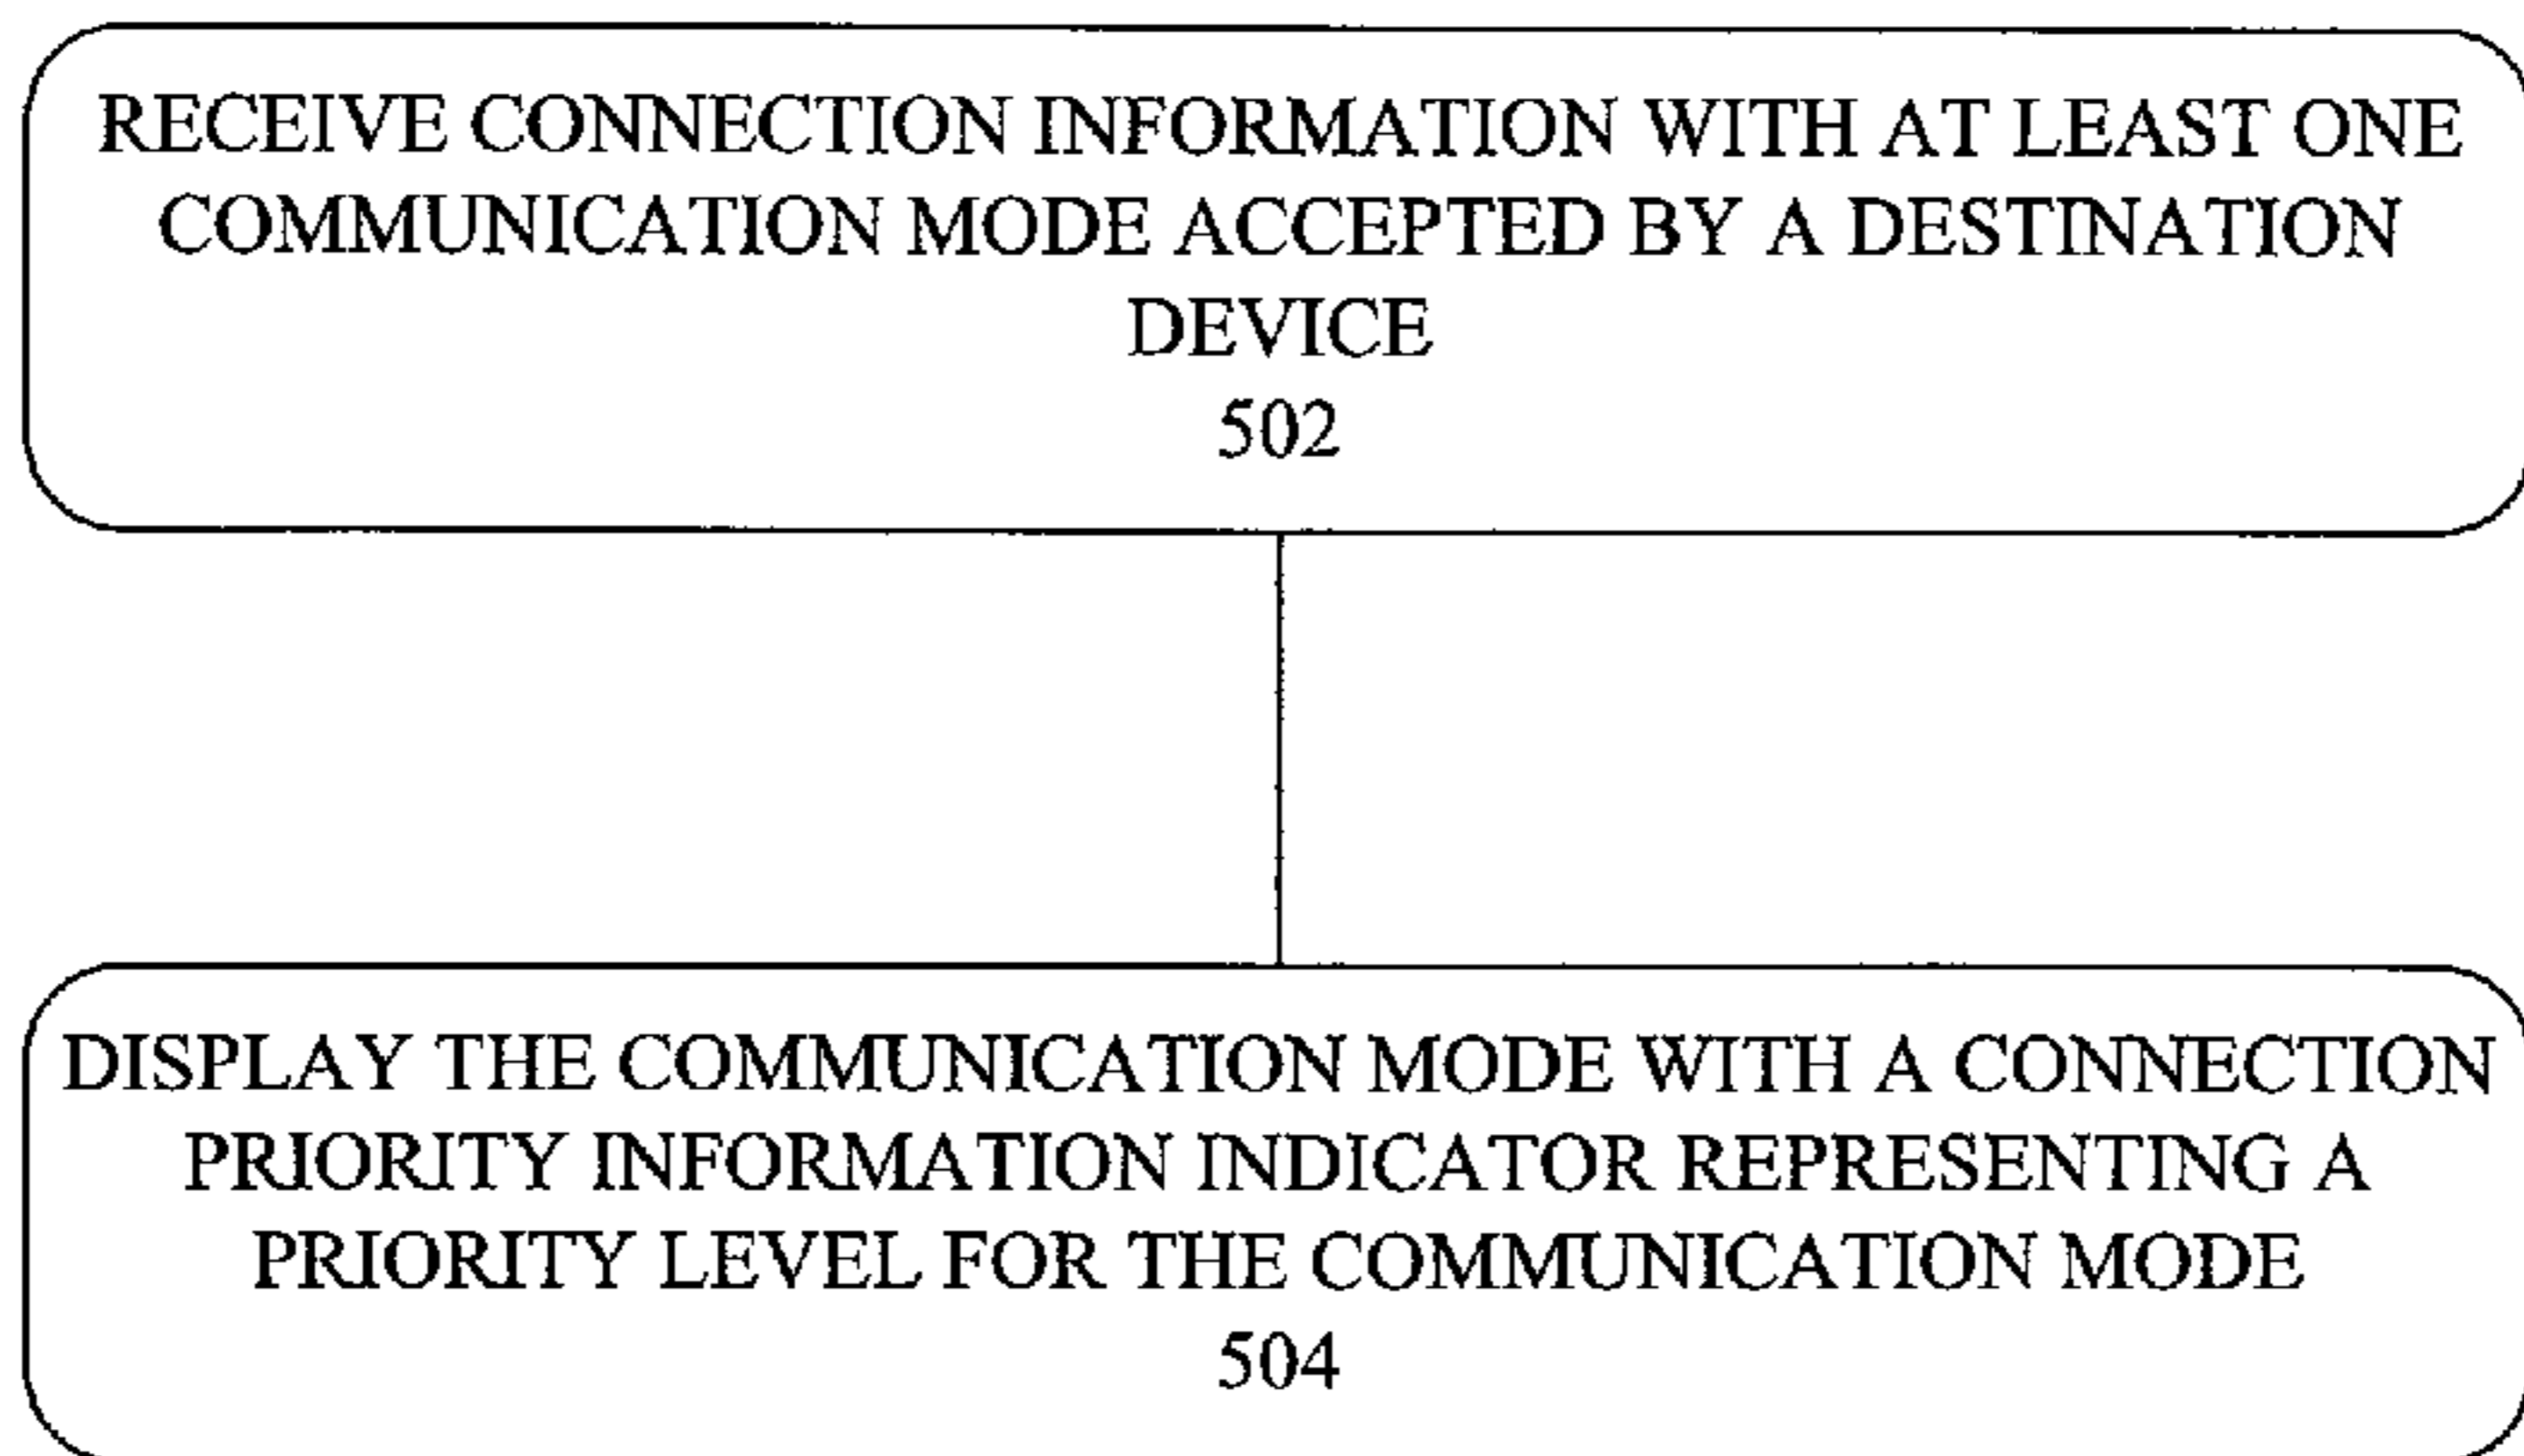 RECEIVE CONNECTION INFORMATION WITH AT LEAST ONE
COMMUNICATION MODE ACCEPTED BY A DESTINATION
DEVICE
502
DISPLAY THE COMMUNICATION MODE WITH A CONNECTION
PRIORITY INFORMATION INDICATOR REPRESENTING A
PRIORITY LEVEL FOR THE COMMUNICATION MODE
504